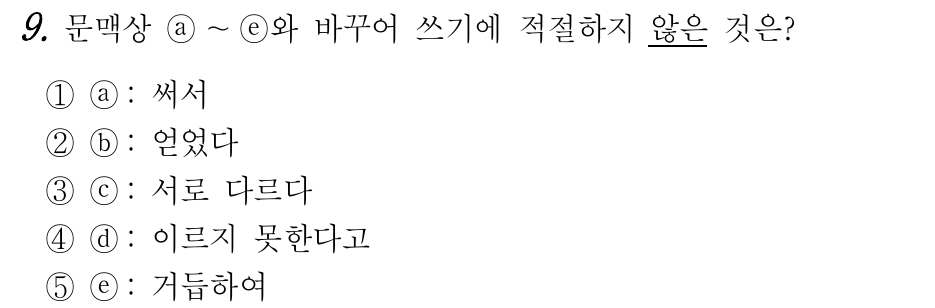 9. 문맥상 ⓐ ~ ⓔ와 바꾸어 쓰기에 적절하지 않은 것은?
① ⓐ: 써서
② ⓑ: 얻었다
③ ⓒ: 서로 다르다
④ ⓓ: 이르지 못한다고
⑤ ⓔ: 거듭하여